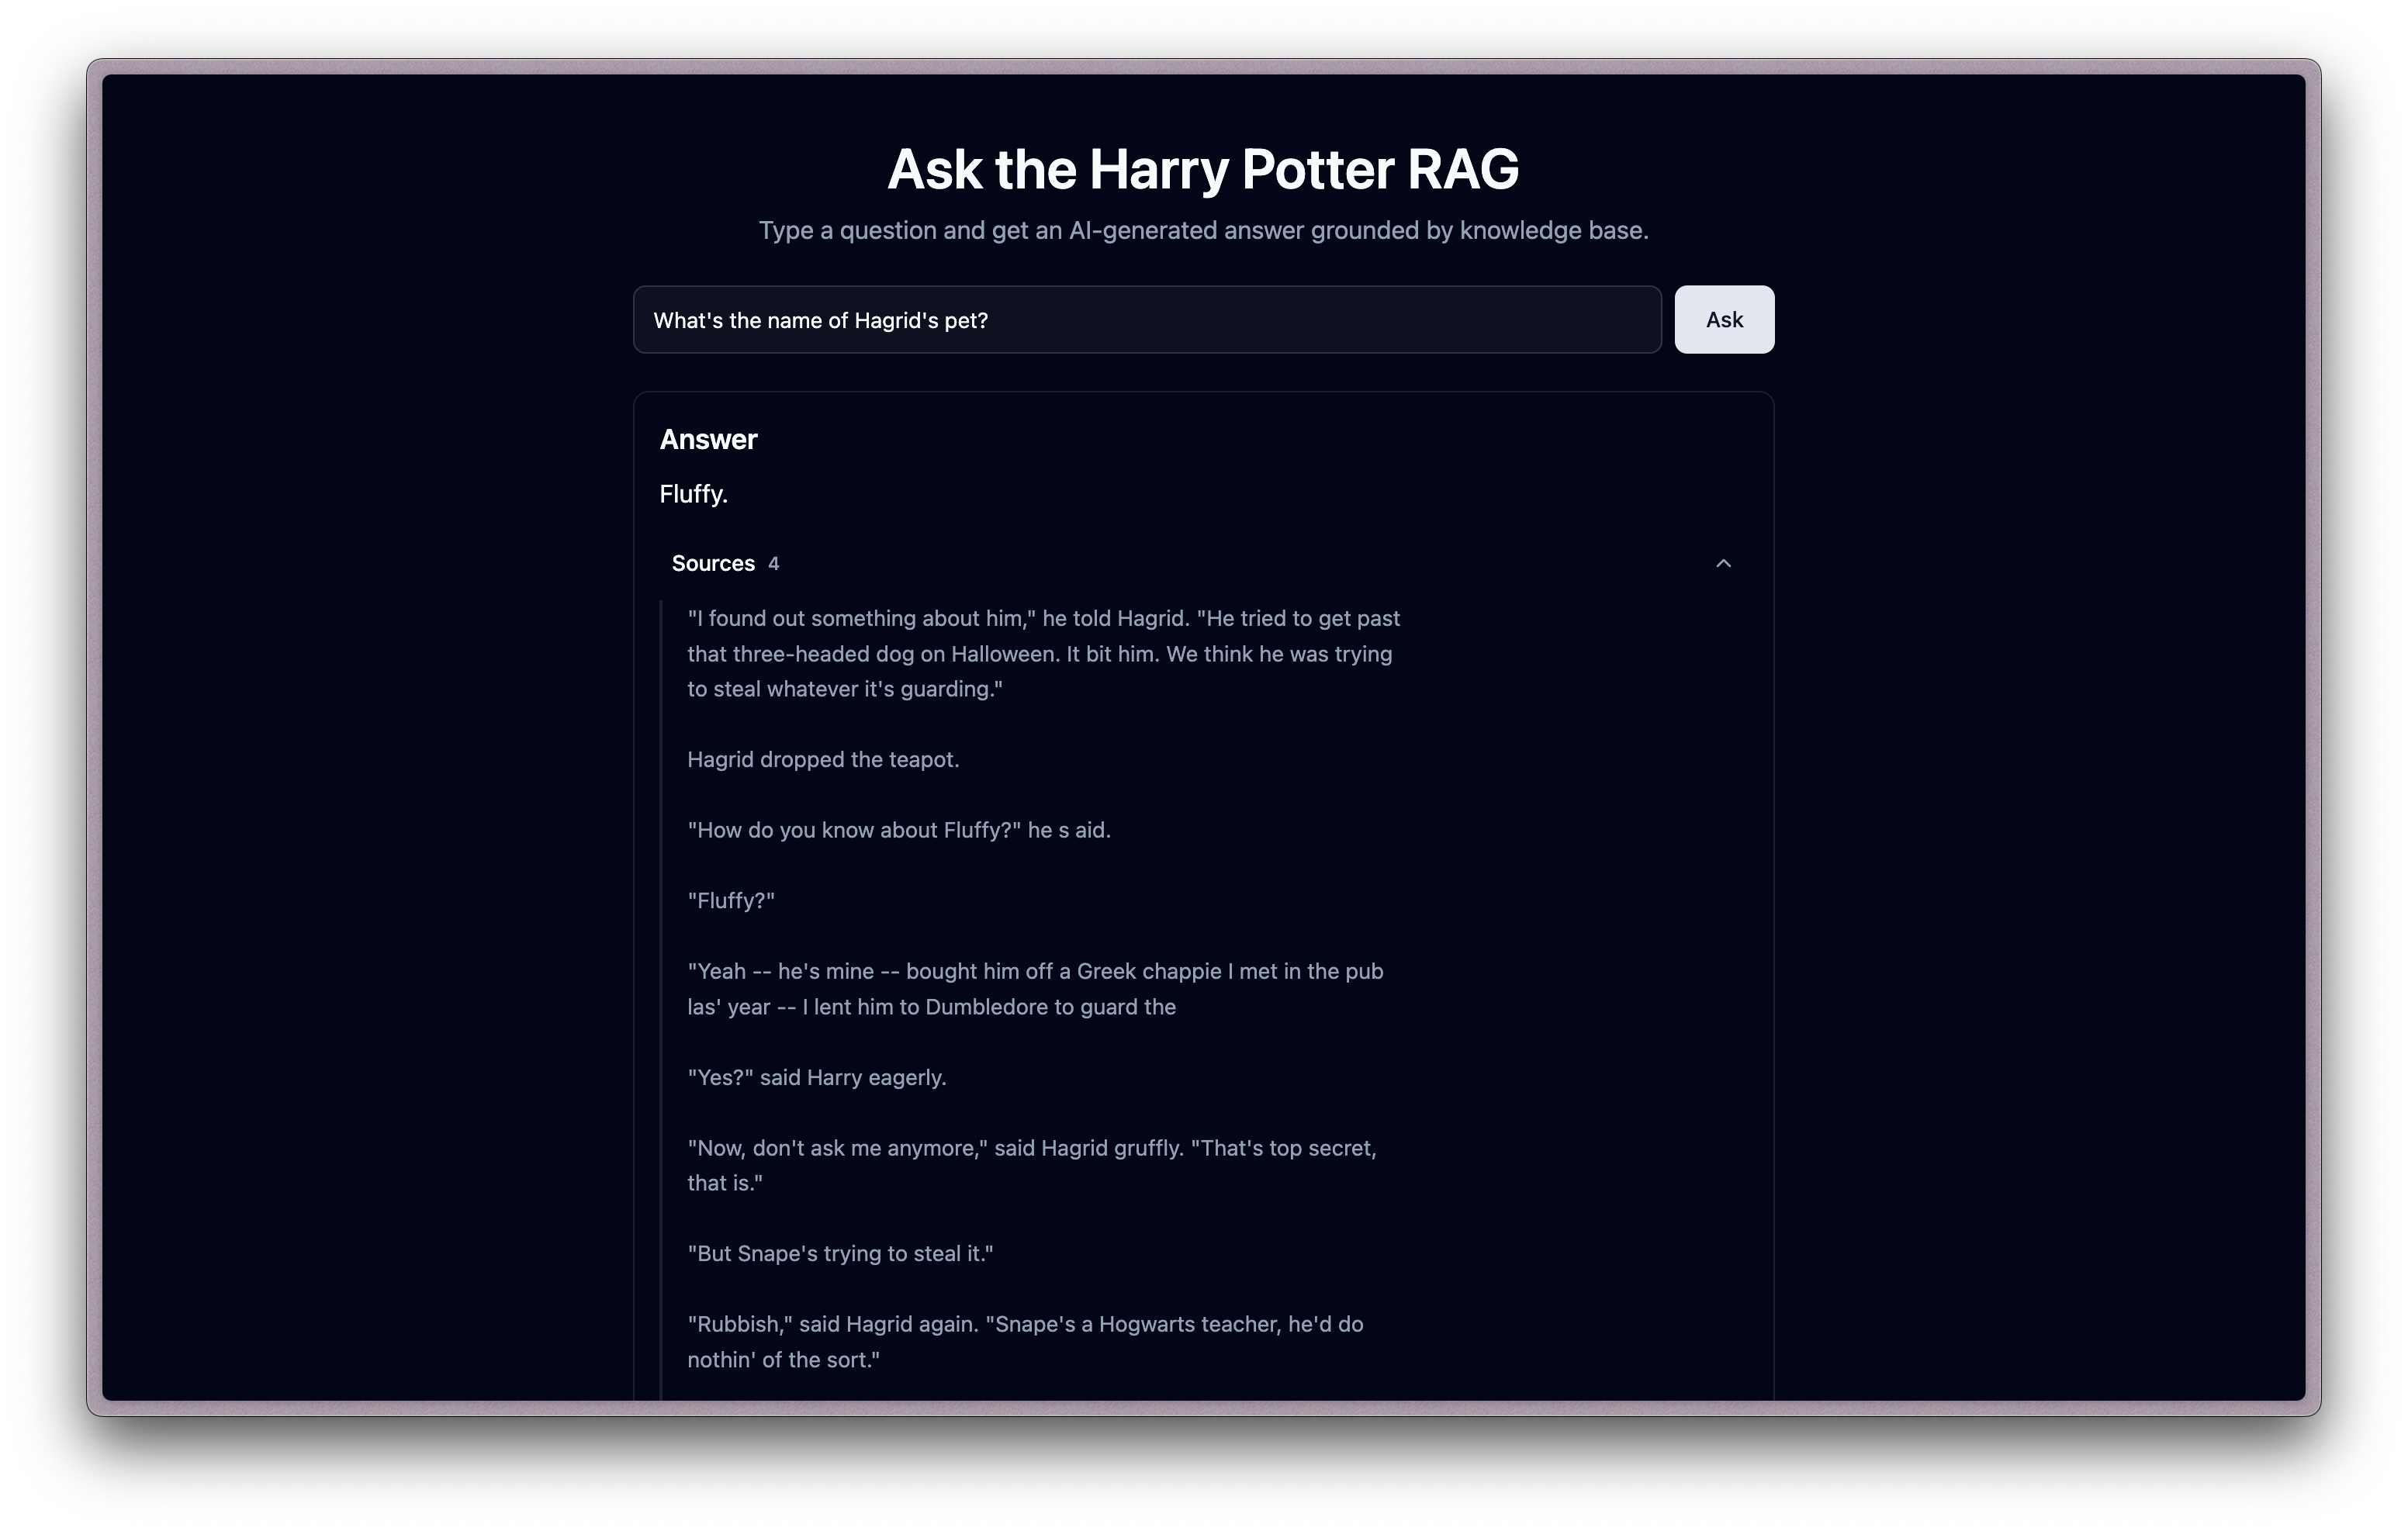 Ask the Harry Potter RAG
Type a question and get an AI-generated answer grounded by knowledge base.
What's the name of Hagrid's pet?
Ask
Answer
Fluffy.
Sources 4
"I found out something about him," he told Hagrid. "He tried to get past
that three-headed dog on Halloween. It bit him. We think he was trying
to steal whatever it's guarding."
Hagrid dropped the teapot.
"How do you know about Fluffy?" he s aid.
"Fluffy?"
"Yeah -- he's mine -- bought him off a Greek chappie I met in the pub
las' year -- I lent him to Dumbledore to guard the
"Yes?" said Harry eagerly.
"Now, don't ask me anymore," said Hagrid gruffly. "That's top secret,
that is."
"But Snape's trying to steal it."
"Rubbish," said Hagrid again. "Snape's a Hogwarts teacher, he'd do
nothin' of the sort."